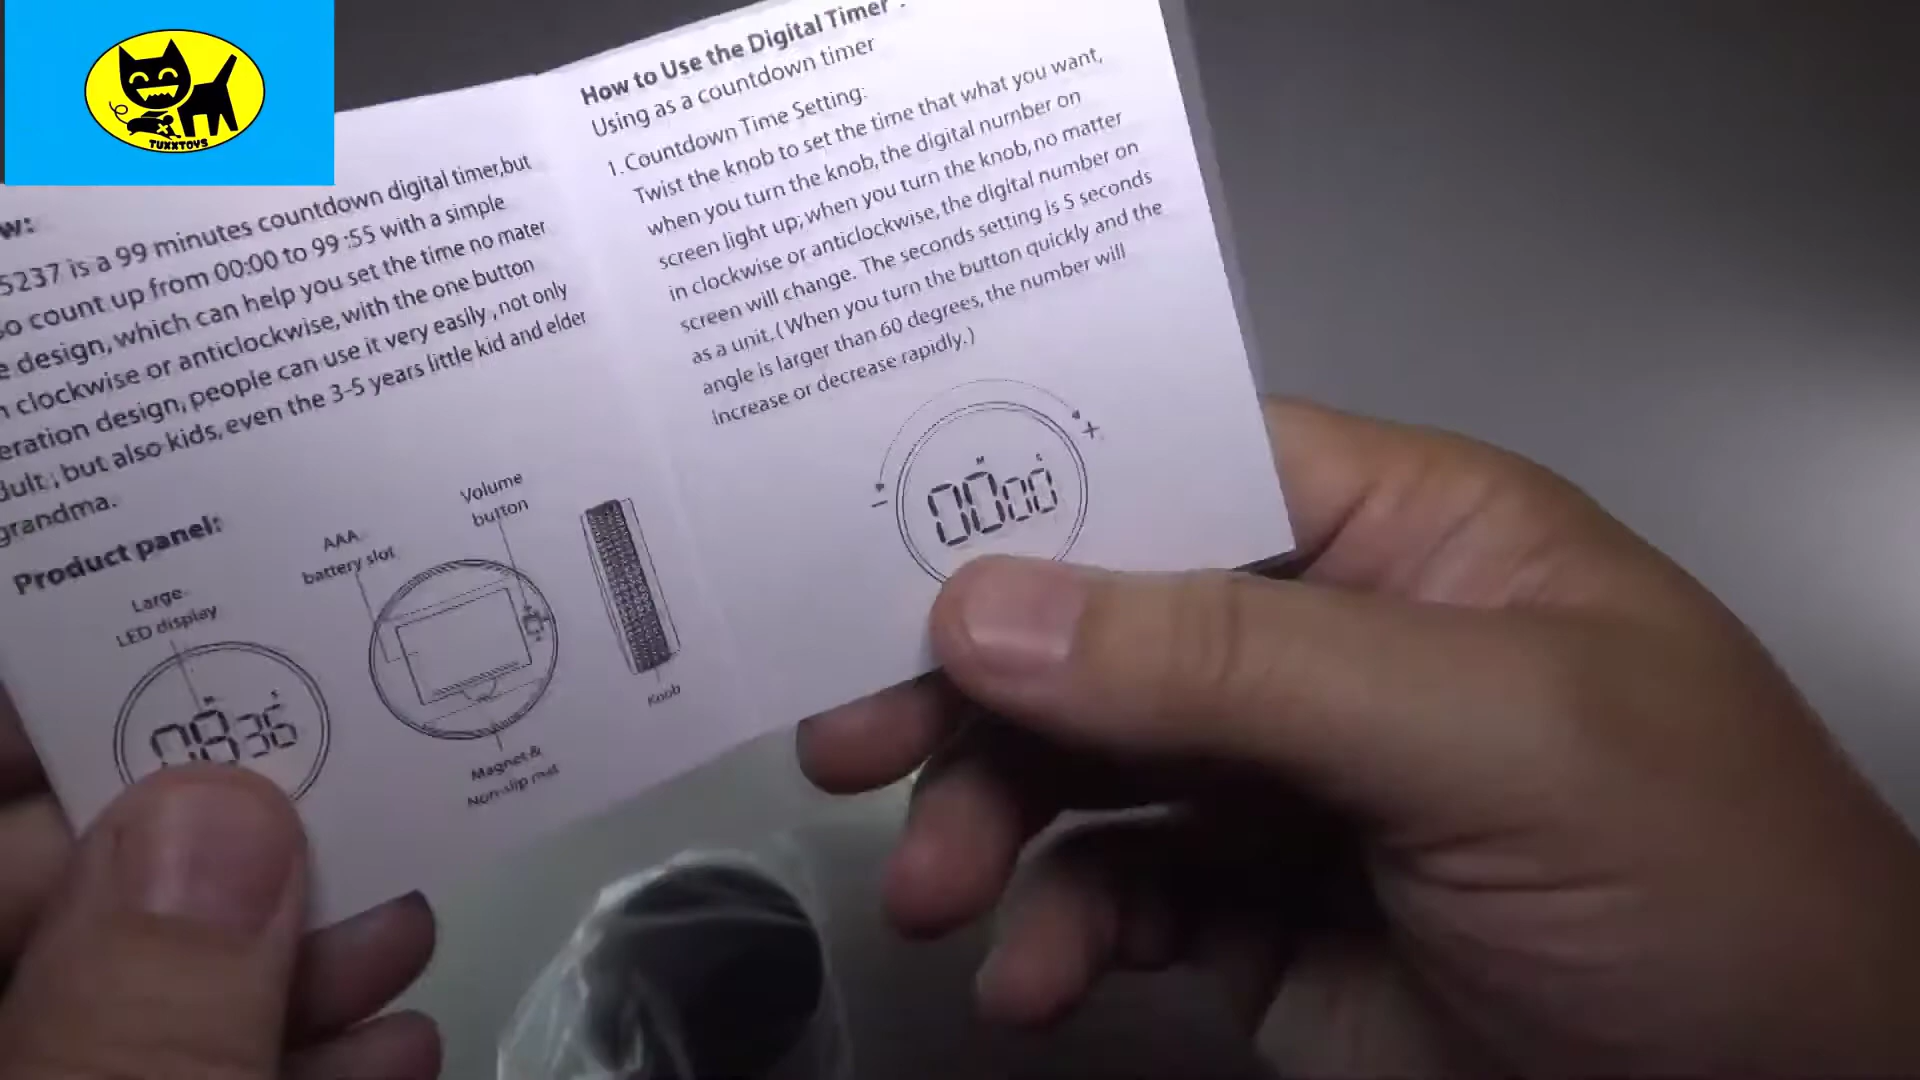 TUXXTOYS
w:
5237 is a 99 minutes countdown digital timer,but
so count up from 00:00 to 99 :55 with a simple
e design, which can help you set the time no mater
n clockwise or anticlockwise, with the one button
eration design, people can use it very easily , not only
dult ; but also kids, even the 3-5 years little kid and elder
grandma.
Product panel:
Large
LED display
AAA
battery slot
Volume
button
08 36
M
S
Magnet &
Non-slip mat
Knob
How to Use the Digital Timer :
Using as a countdown timer
1. Countdown Time Setting:
Twist the knob to set the time that what you want,
when you turn the knob, the digital number on
screen light up; when you turn the knob, no matter
in clockwise or anticlockwise, the digital number on
screen will change. The seconds setting is 5 seconds
as a unit. ( When you turn the button quickly and the
angle is larger than 60 degrees, the number will
increase or decrease rapidly. )
− +
M S
00 00